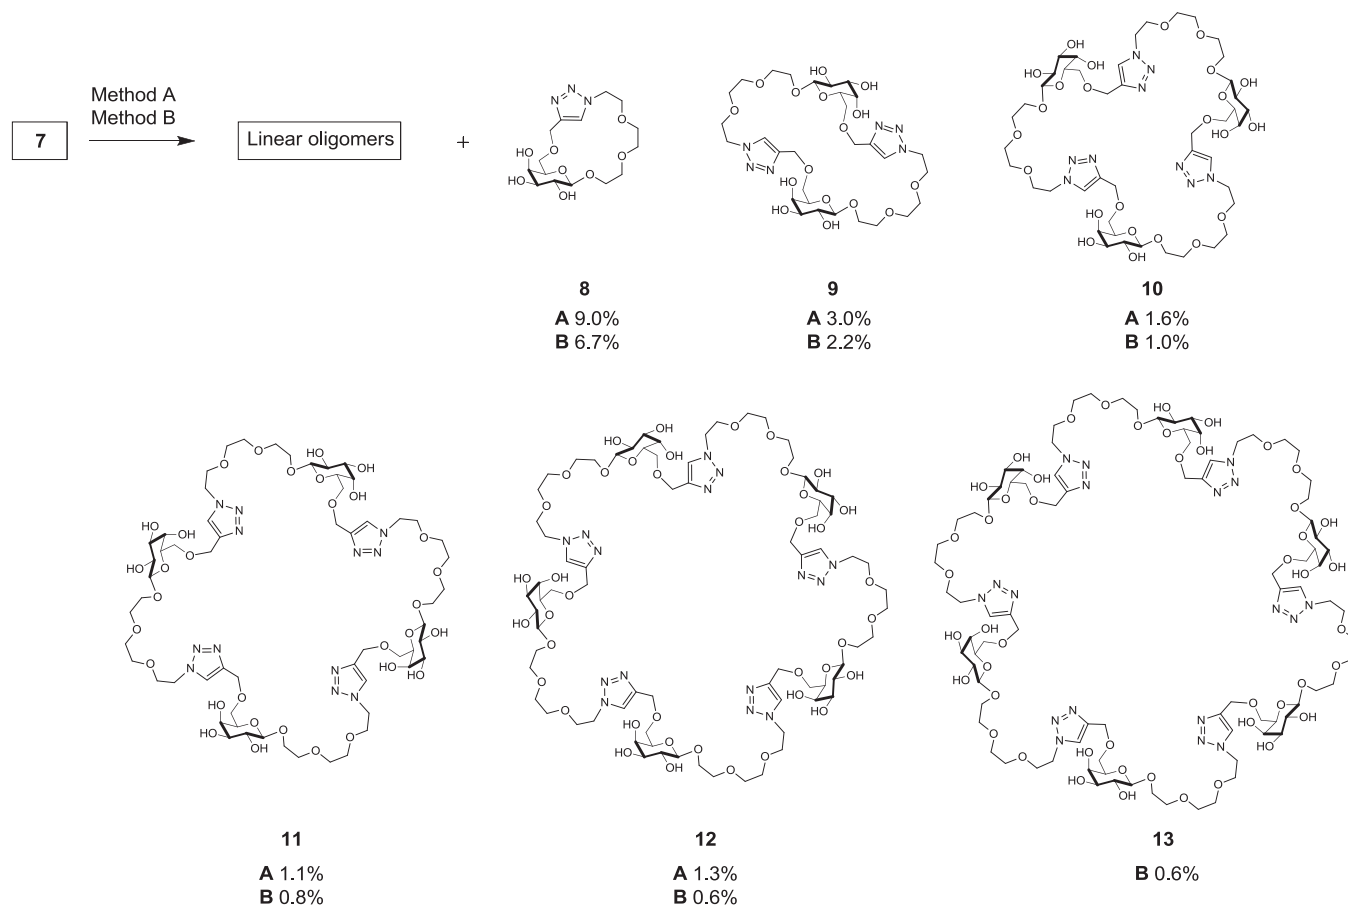 Method A
Method B
7
Linear oligomers
+
8
A 9.0%
B 6.7%
9
A 3.0%
B 2.2%
10
A 1.6%
B 1.0%
11
A 1.1%
B 0.8%
12
A 1.3%
B 0.6%
13
B 0.6%